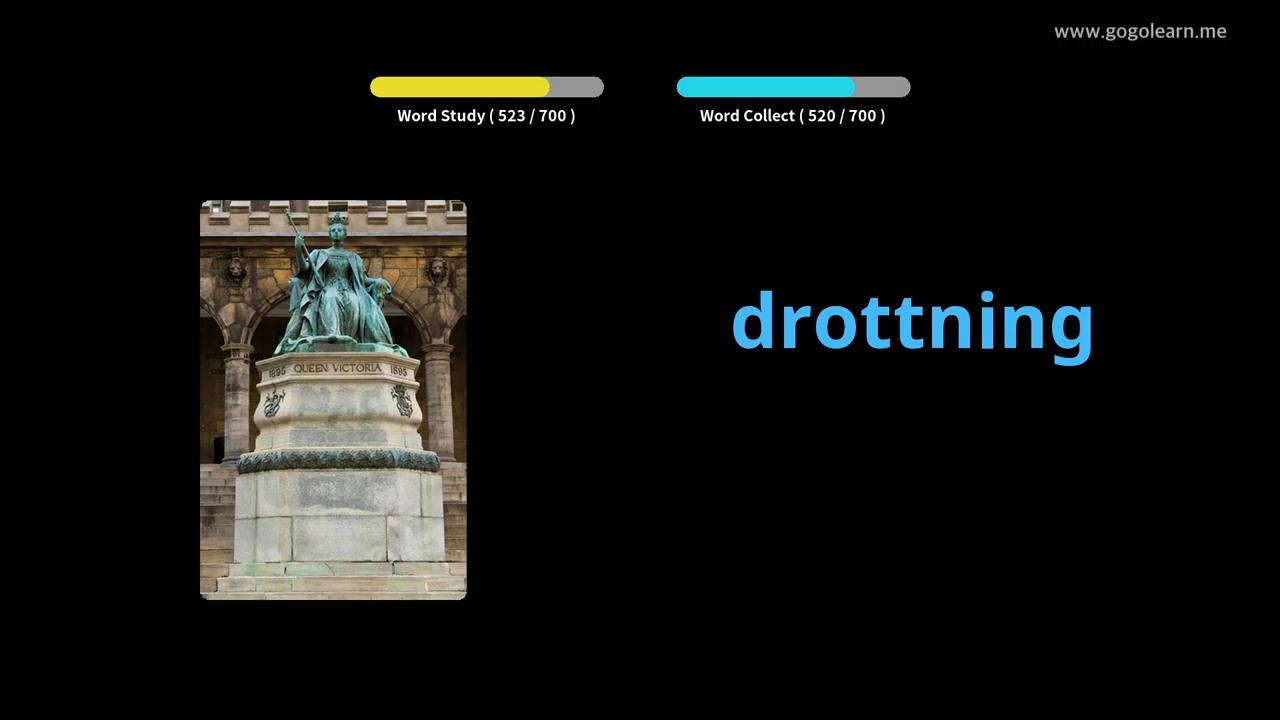 www.gogolearn.me
Word Study ( 523 / 700 )
Word Collect ( 520 / 700 )
drottning
1895 QUEEN VICTORIA 1895